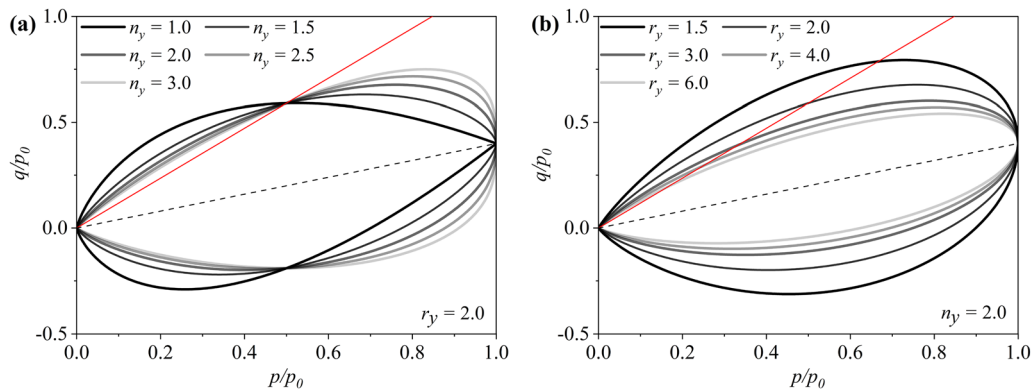 (a)
n_y = 1.0 n_y = 1.5
n_y = 2.0 n_y = 2.5
n_y = 3.0
1.0
0.5
0.0
-0.5
q/p_0
r_y = 2.0
0.0 0.2 0.4 0.6 0.8 1.0
p/p_0
(b)
r_y = 1.5 r_y = 2.0
r_y = 3.0 r_y = 4.0
r_y = 6.0
1.0
0.5
0.0
-0.5
q/p_0
n_y = 2.0
0.0 0.2 0.4 0.6 0.8 1.0
p/p_0